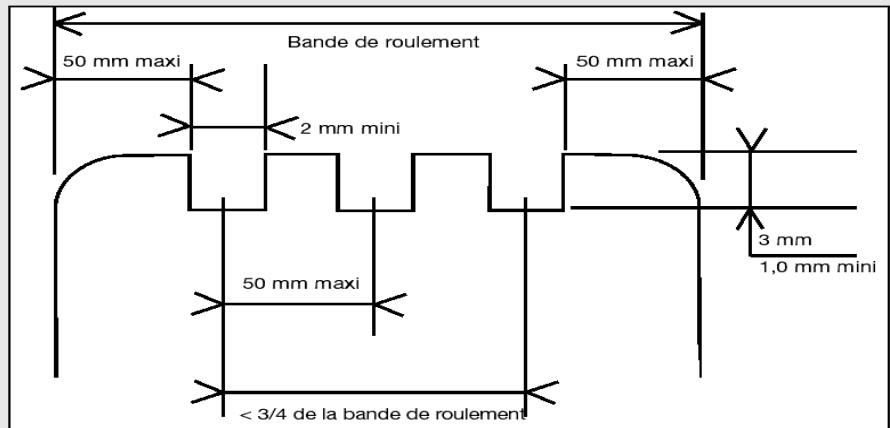 Bande de roulement
50 mm maxi
50 mm maxi
2 mm mini
3 mm
1,0 mm mini
50 mm maxi
< 3/4 de la bande de roulement